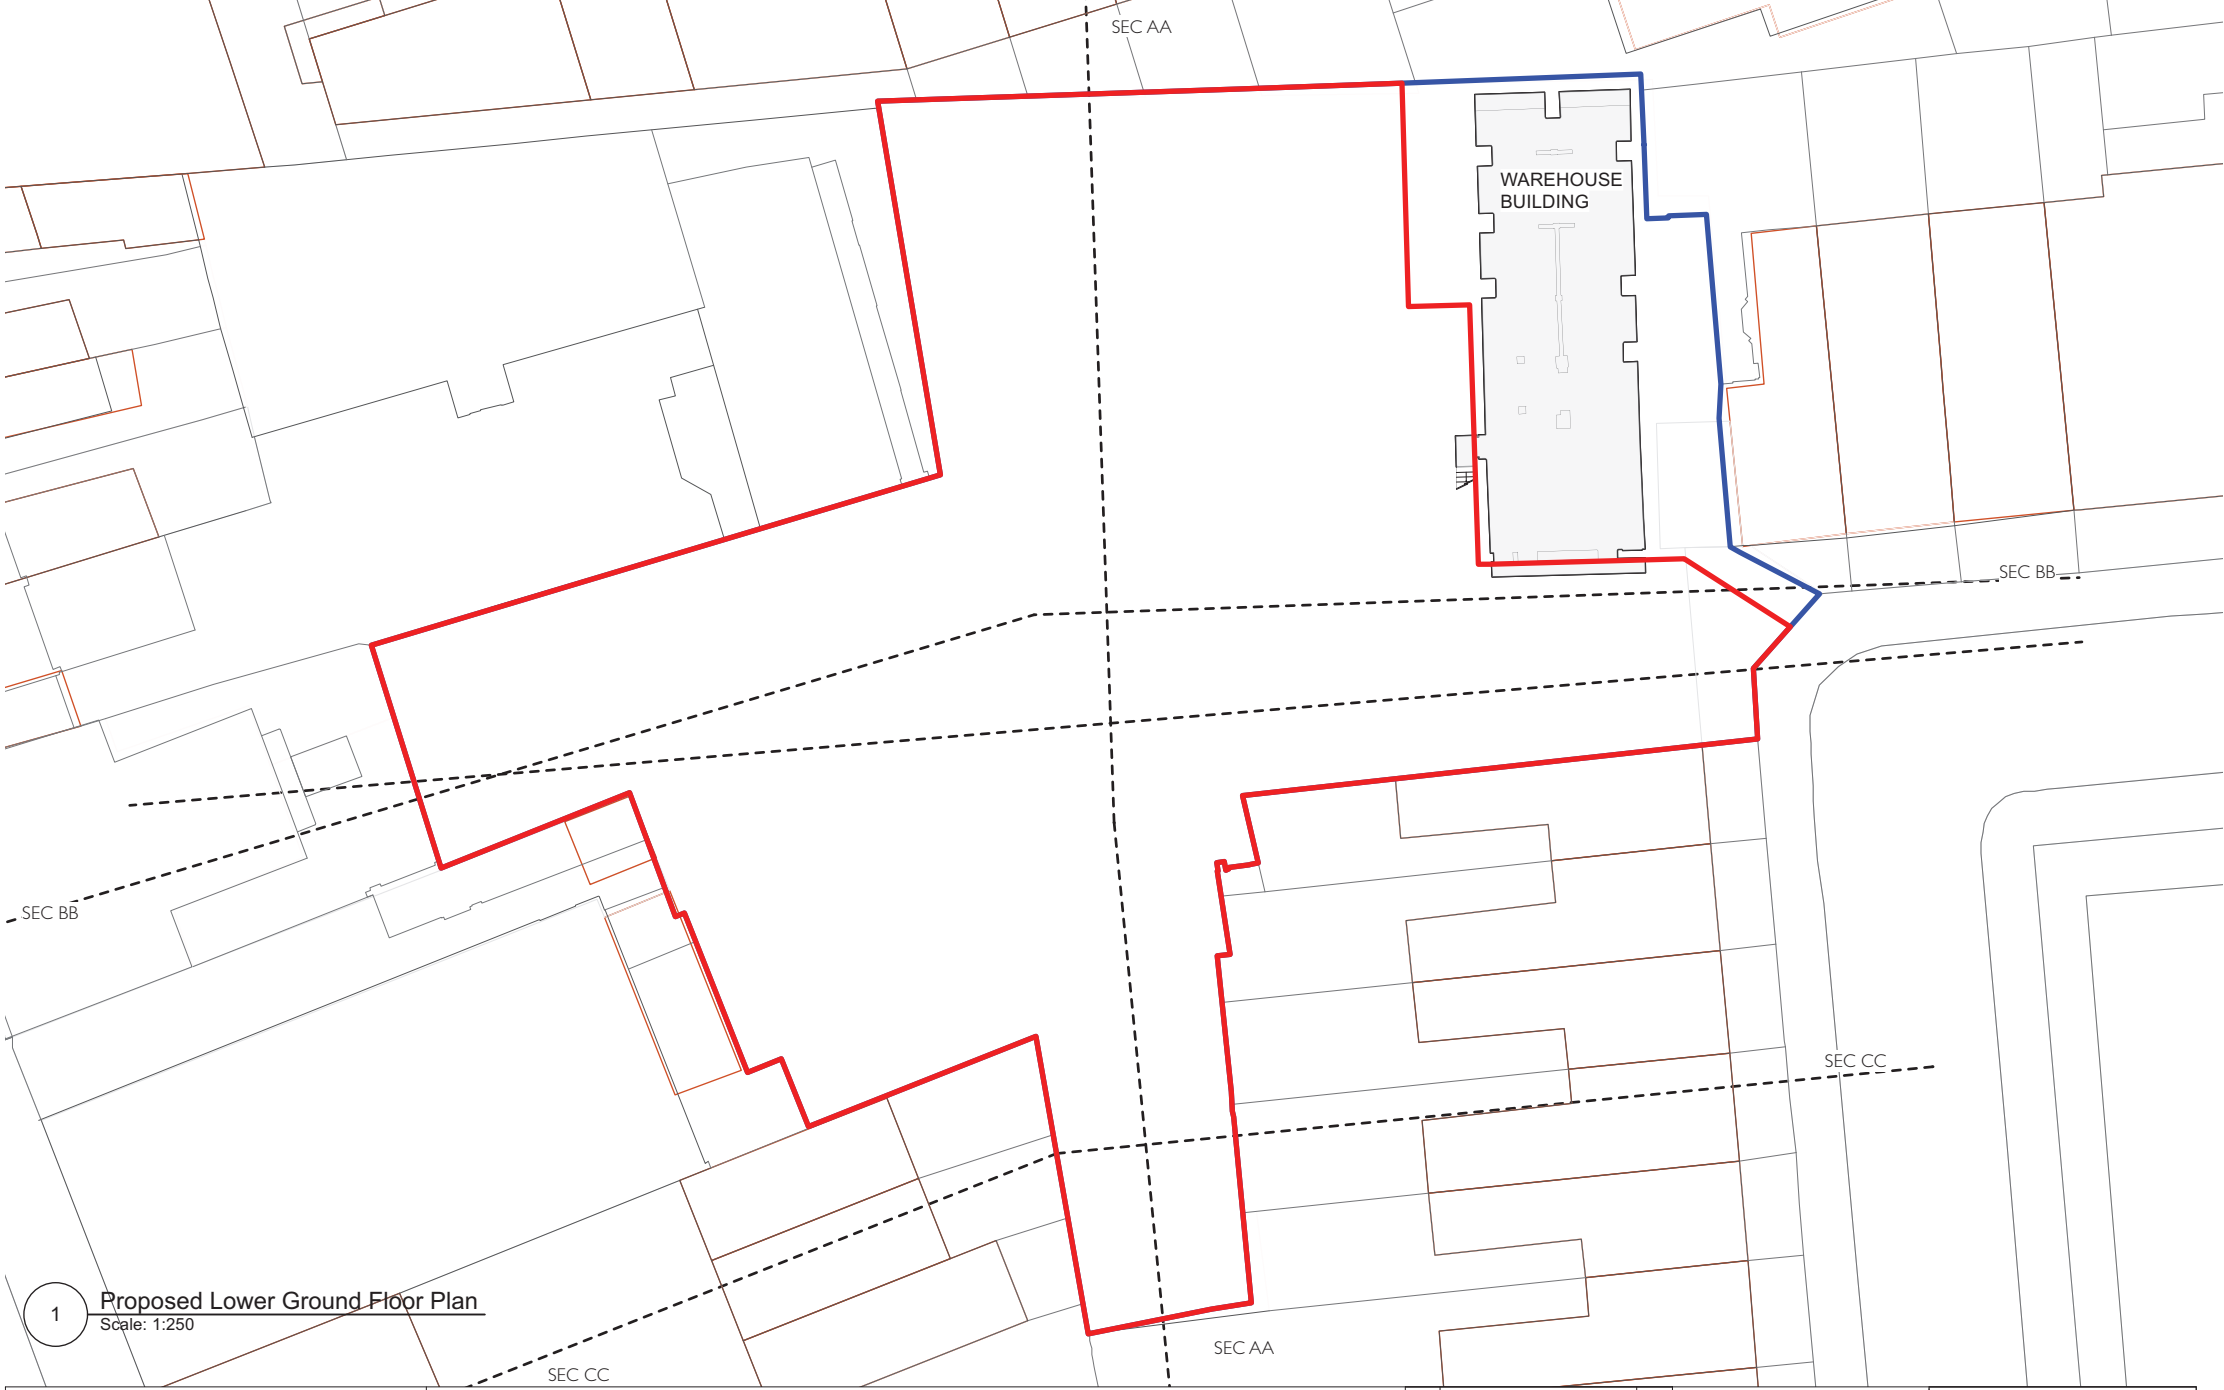 SEC AA
WAREHOUSE
BUILDING
SEC BB
SEC BB
SEC CC
1
Proposed Lower Ground Floor Plan
Scale: 1:250
SEC AA
SEC CC